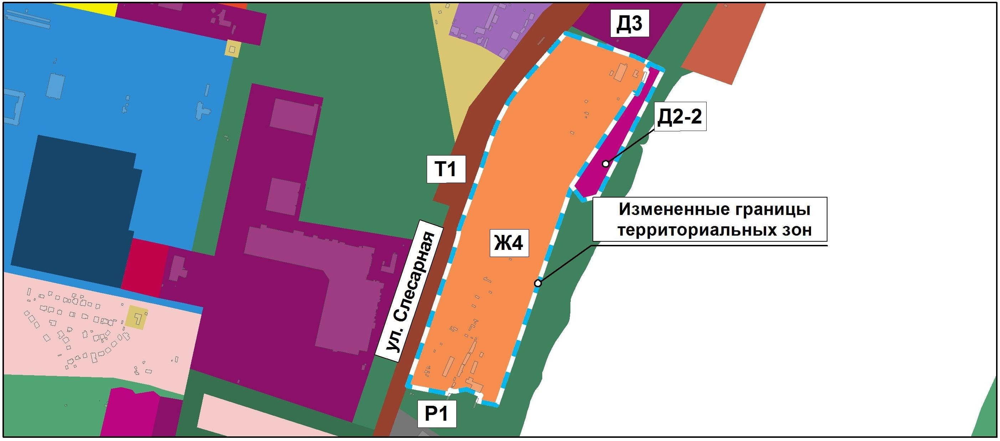 Д3
Д2-2
Т1
Измененные границы
территориальных зон
Ж4
ул. Слесарная
Р1